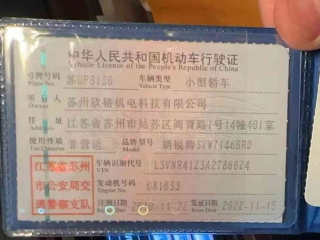 中华人民共和国机动车行驶证
Vehicle License of the People's Republic of China
号牌号码 苏UP8136 车辆类型 小型轿车
Plate No. Vehicle Type
所有人 苏州欣格机电科技有限公司
Owner
住址 江苏省苏州市姑苏区阊胥路1号14幢401室
Address
使用性质 非营运 品牌型号 明锐牌SVW7146BRD
Use Character Model
江苏省苏州
市公安局交
通警察支队
车辆识别代号 LSVNR4123A2786024
VIN
发动机号码 C81653
Engine No.
注册日期 11-22 发证日期 2022-11-15